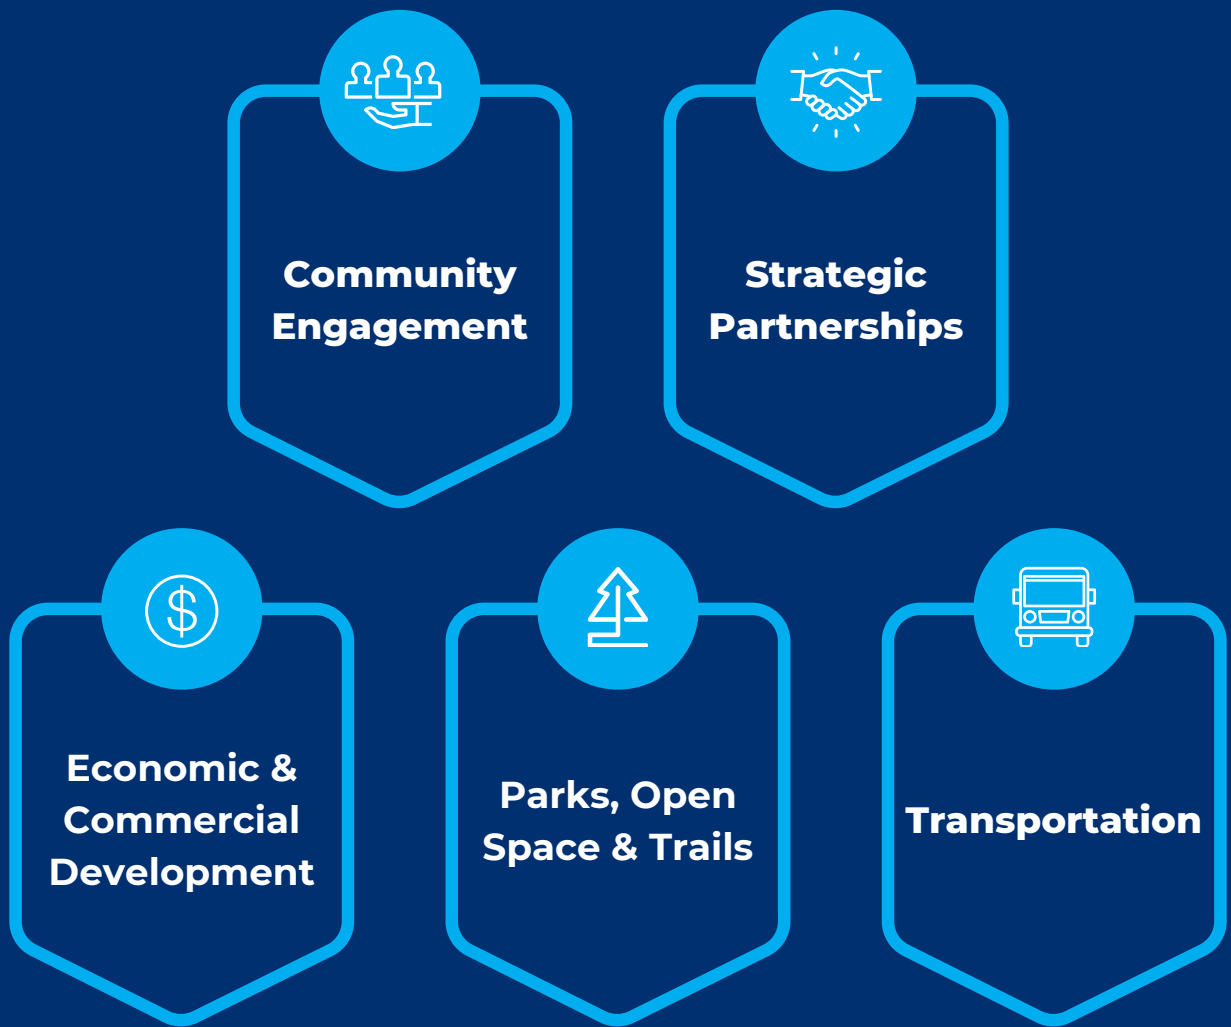 Community
Engagement
Strategic
Partnerships
Economic &
Commercial
Development
Parks, Open
Space & Trails
Transportation